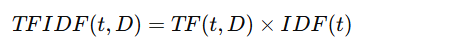 TFIDF(t, D) = TF(t, D) × IDF(t)